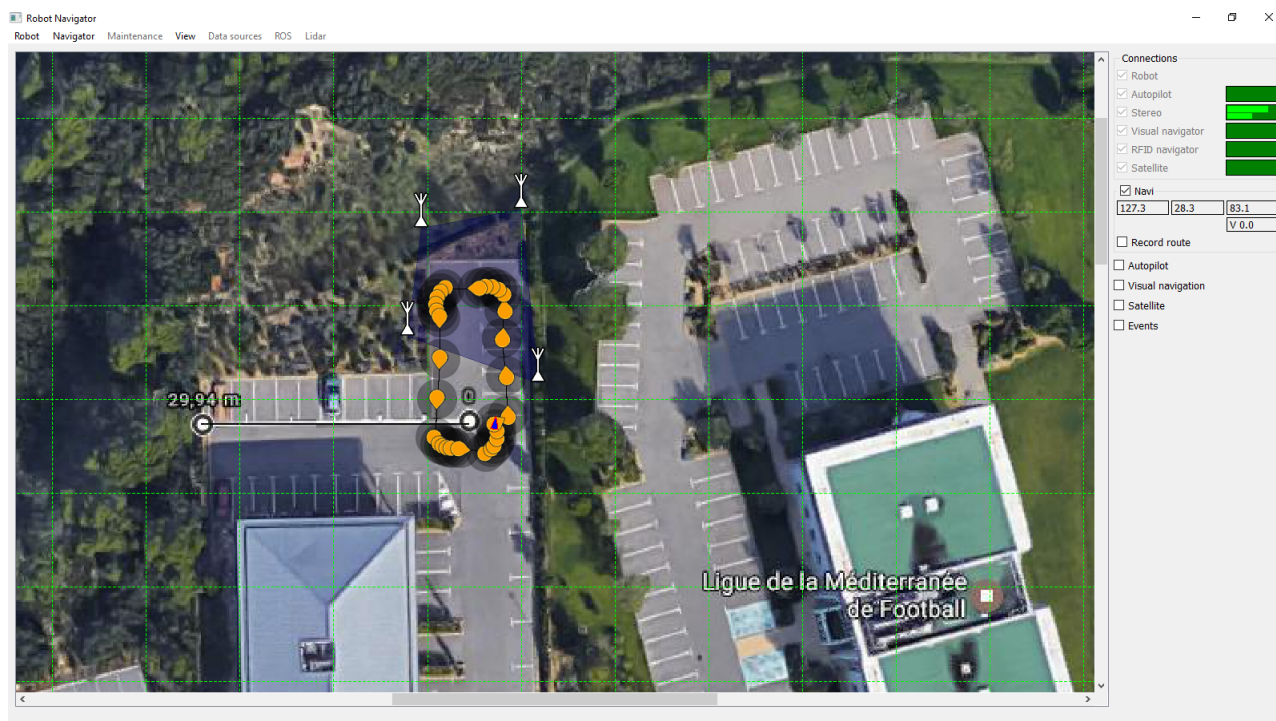 Robot Navigator
Robot Navigator Maintenance View Data sources ROS Lidar
Connections
Robot
Autopilot
Stereo
Visual navigator
RFID navigator
Satellite
Navi
127.3 28.3 83.1
V 0.0
Record route
Autopilot
Visual navigation
Satellite
Events
29,94 m
0
Ligue de la Méditerranée
de Football